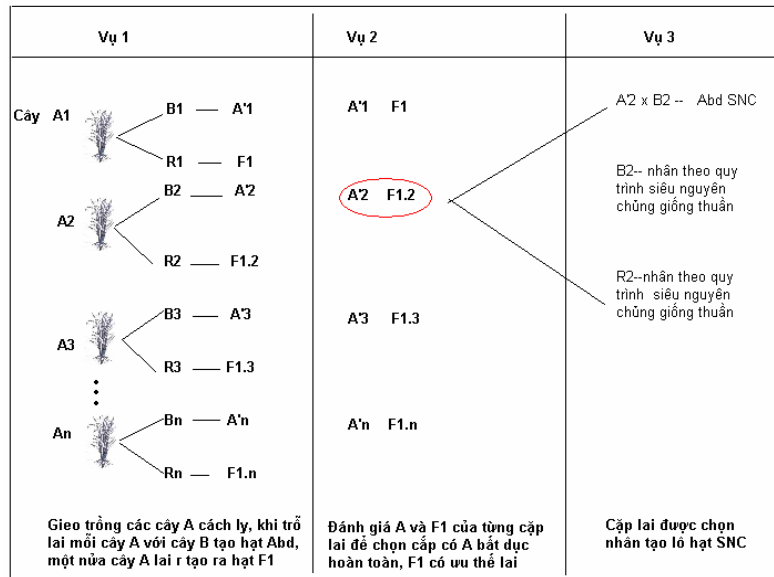 Vụ 1
Vụ 2
Vụ 3
Cây A1
B1 — A'1
R1 — F1
A2
B2 — A'2
R2 — F1.2
A3
B3 — A'3
R3 — F1.3
An
Bn — A'n
Rn — F1.n
Gieo trồng các cây A cách ly, khi trỗ
lai mỗi cây A với cây B tạo hạt Abd,
một nửa cây A lai r tạo ra hạt F1
A'1 F1
A'2 F1.2
A'3 F1.3
A'n F1.n
Đánh giá A và F1 của từng cặp
lai để chọn cắp có A bất dục
hoàn toàn, F1 có ưu thế lai
A'2 x B2 -- Abd SNC
B2-- nhân theo quy
trình siêu nguyên
chủng giống thuần
R2--nhân theo quy
trình siêu nguyên
chủng giống thuần
Cặp lai được chọn
nhân tạo lô hạt SNC